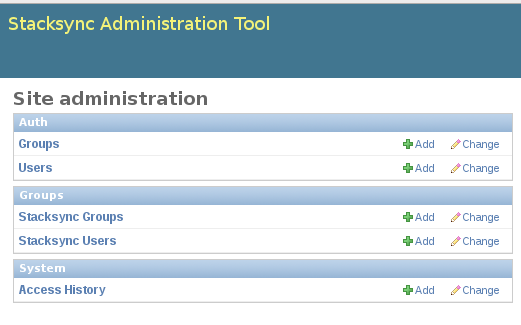 Stacksync Administration Tool
Site administration
Auth
Groups Add Change
Users Add Change
Groups
Stacksync Groups Add Change
Stacksync Users Add Change
System
Access History Add Change